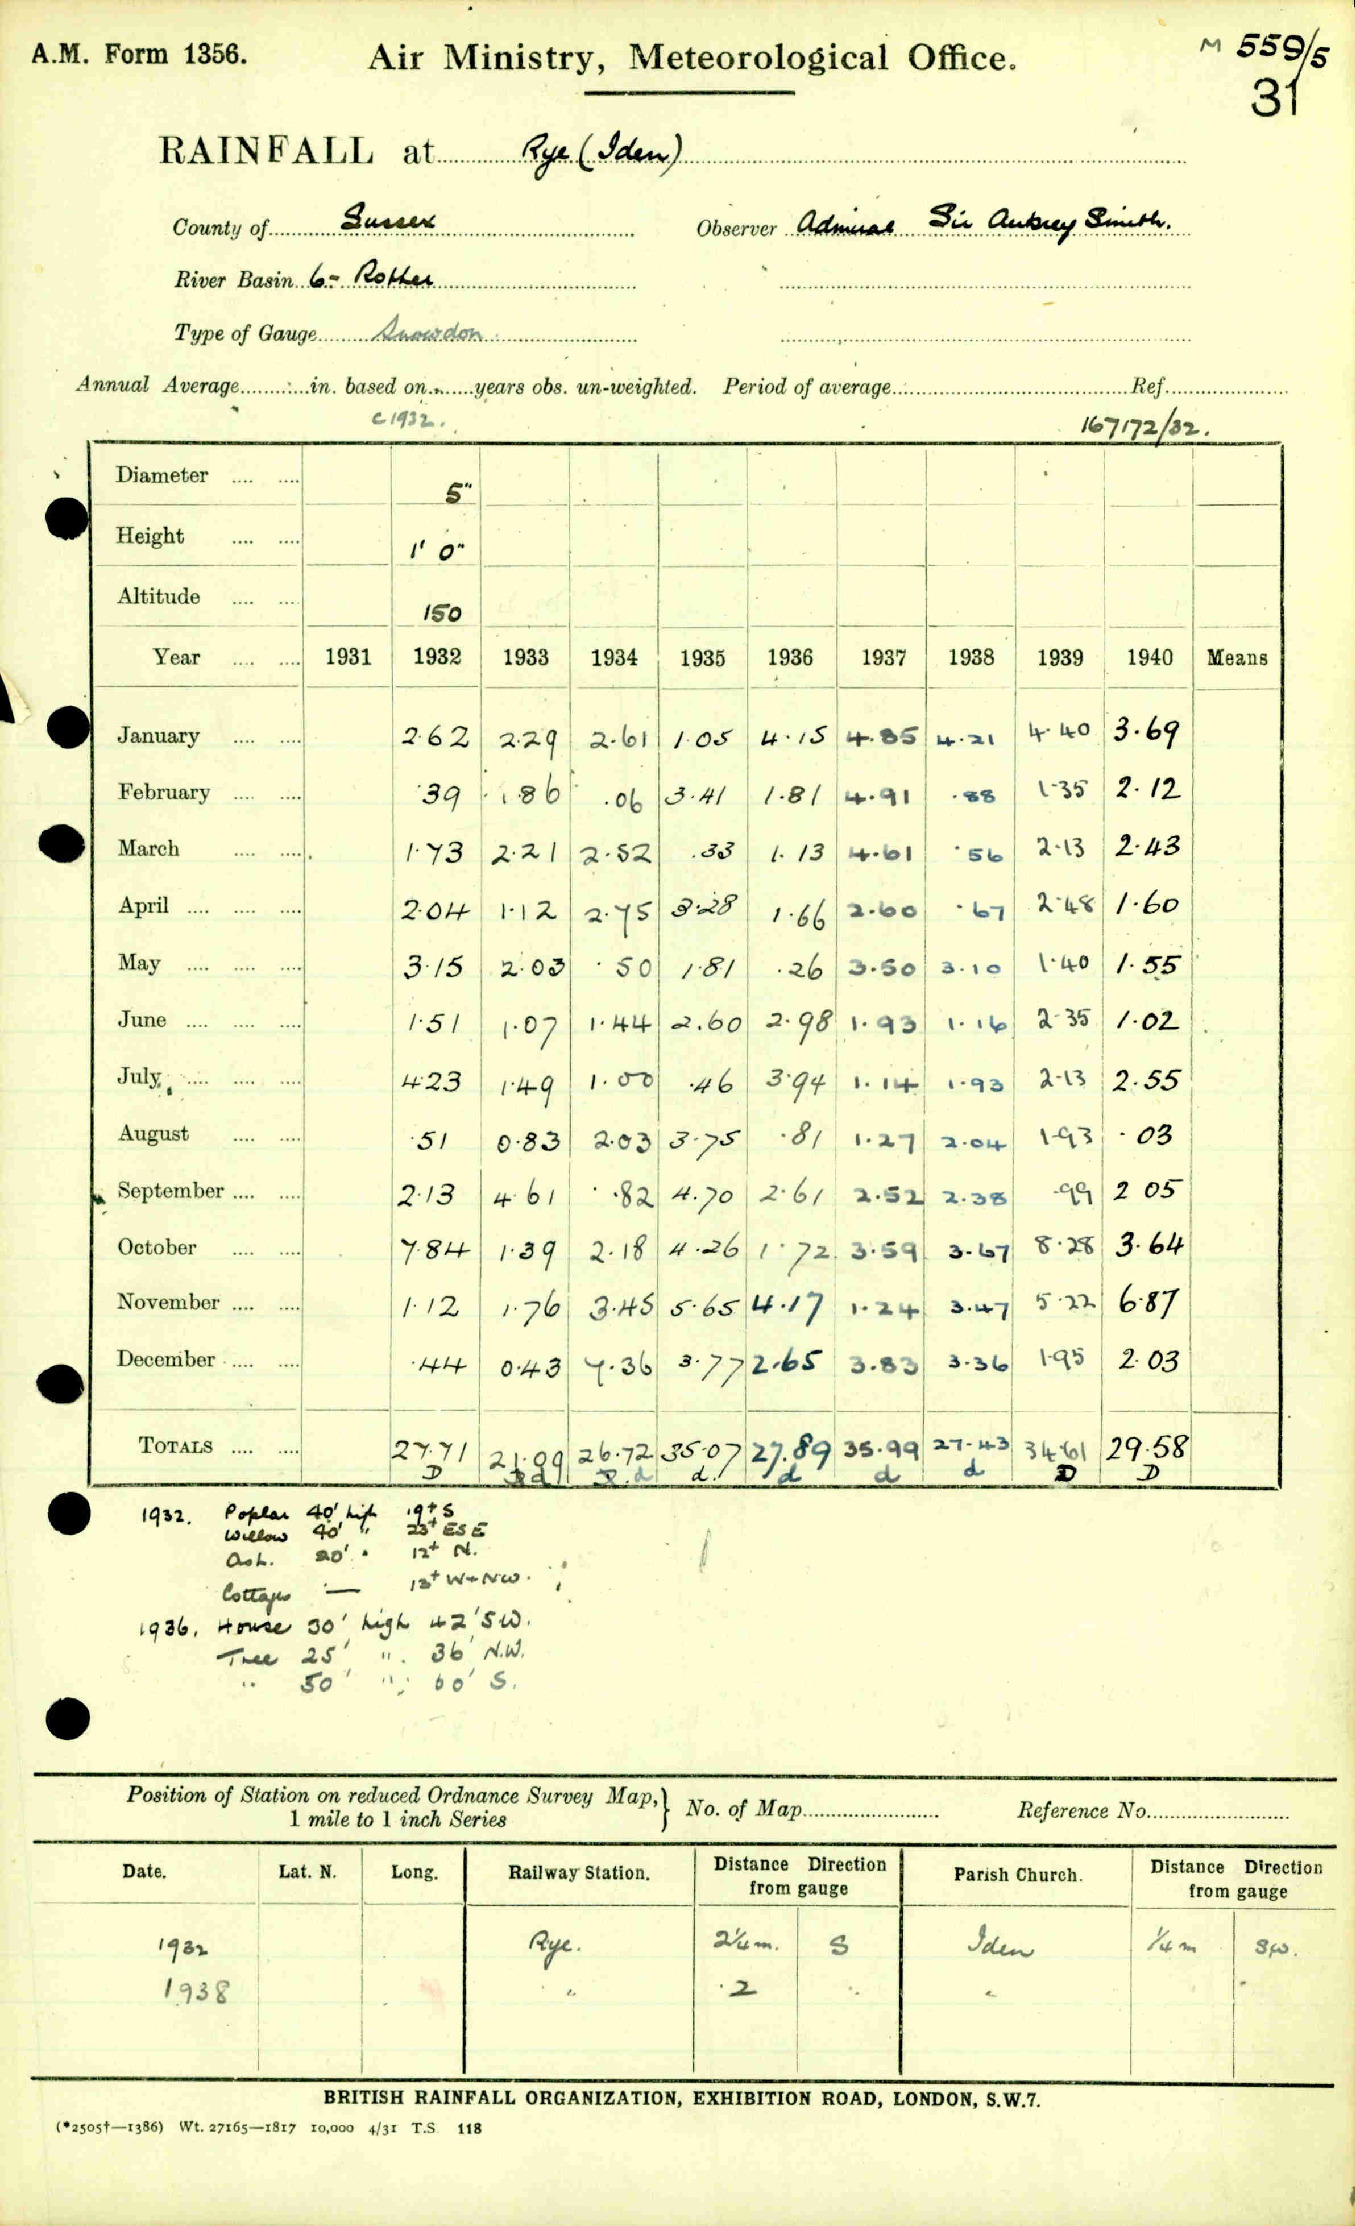 A.M. Form 1356. Air Ministry, Meteorological Office. M 559/5
31
RAINFALL at Rye (Iden)
County of Sussex Observer Admiral Sir Aubrey Smith.
River Basin 6- Rother
Type of Gauge Snowdon
Annual Average in. based on years obs. un-weighted. Period of average Ref.
c 1932. 167172/32.
Diameter 5"
Height 1' 0"
Altitude 150
Year 1931 1932 1933 1934 1935 1936 1937 1938 1939 1940 Means
January 2.62 2.29 2.61 1.05 4.15 4.85 4.21 4.40 3.69
February .39 1.86 .06 3.41 1.81 4.91 .88 1.35 2.12
March 1.73 2.21 2.52 .33 1.13 4.61 .56 2.13 2.43
April 2.04 1.12 2.75 3.28 1.66 2.60 .67 2.48 1.60
May 3.15 2.03 .50 1.81 .26 3.50 3.10 1.40 1.55
June 1.51 1.07 1.44 2.60 2.98 1.93 1.16 2.35 1.02
July 4.23 1.49 1.00 .46 3.94 1.14 1.93 2.13 2.55
August .51 0.83 2.03 3.75 .81 1.27 2.04 1.93 .03
September 2.13 4.61 .82 4.70 2.61 2.52 2.38 .99 2.05
October 7.84 1.39 2.18 4.26 1.72 3.59 3.67 8.28 3.64
November 1.12 1.76 3.45 5.65 4.17 1.24 3.47 5.22 6.87
December .44 0.43 7.36 3.77 2.65 3.83 3.36 1.95 2.03
TOTALS 27.71 21.09 26.72 35.07 27.89 35.99 27.43 34.61 29.58
D d d d. d d d D D
1932. Poplar 40' high 19+ S
Willow 40' " 23+ ESE
Ash. 20' " 12+ N.
Cottages — 13+ W-NW.
1936. House 30' high 42' SW.
Tree 25' ". 36' N.W.
" 50' " 60' S.
Position of Station on reduced Ordnance Survey Map,
1 mile to 1 inch Series } No. of Map Reference No.
Date. Lat. N. Long. Railway Station. Distance Direction from gauge Parish Church. Distance Direction from gauge
1932 Rye. 2¼ m. S Iden ¼ m SW.
1938 " 2 " " "
BRITISH RAINFALL ORGANIZATION, EXHIBITION ROAD, LONDON, S.W.7.
(*2505†—1386) Wt. 27165—1817 10,000 4/31 T.S. 118